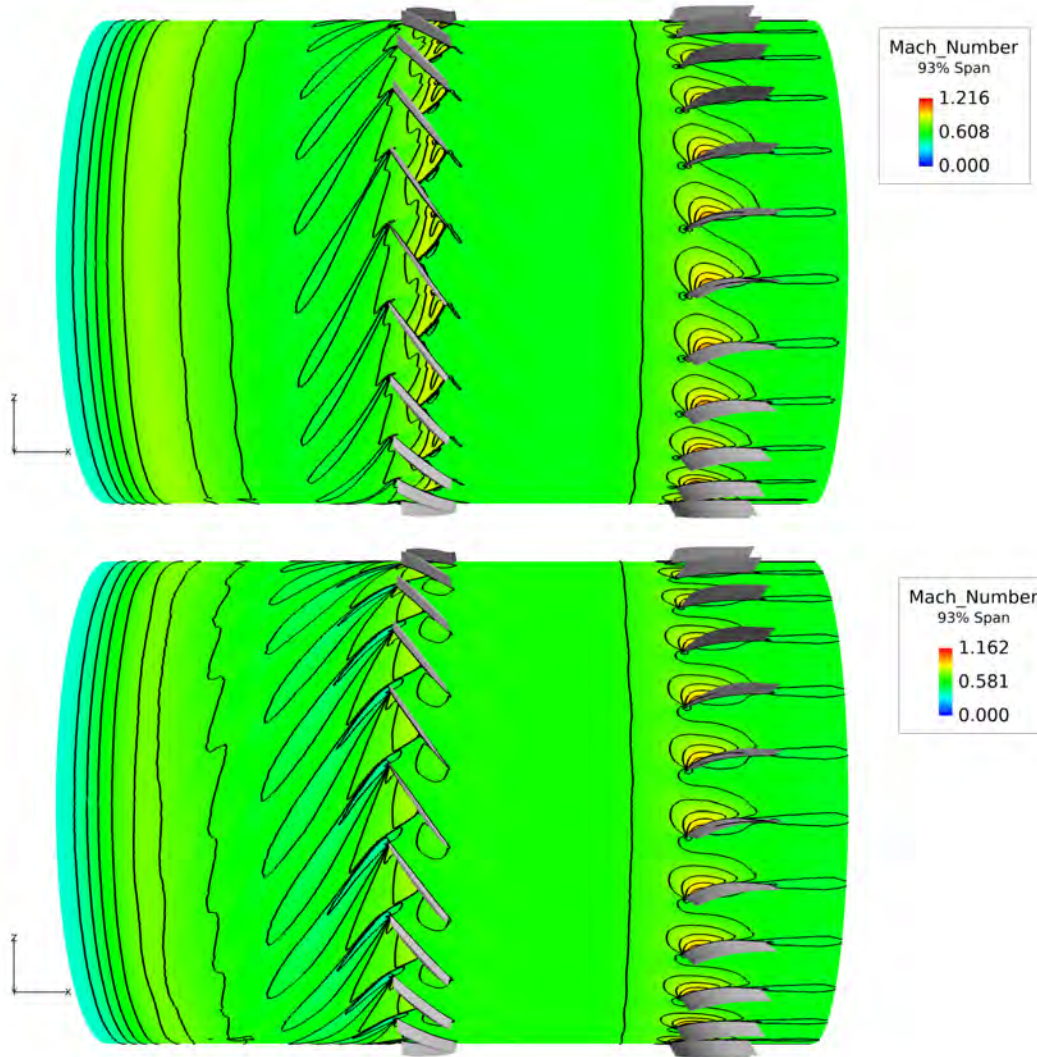 Mach_Number
93% Span
1.216
0.608
0.000
Z
X
Mach_Number
93% Span
1.162
0.581
0.000
Z
X